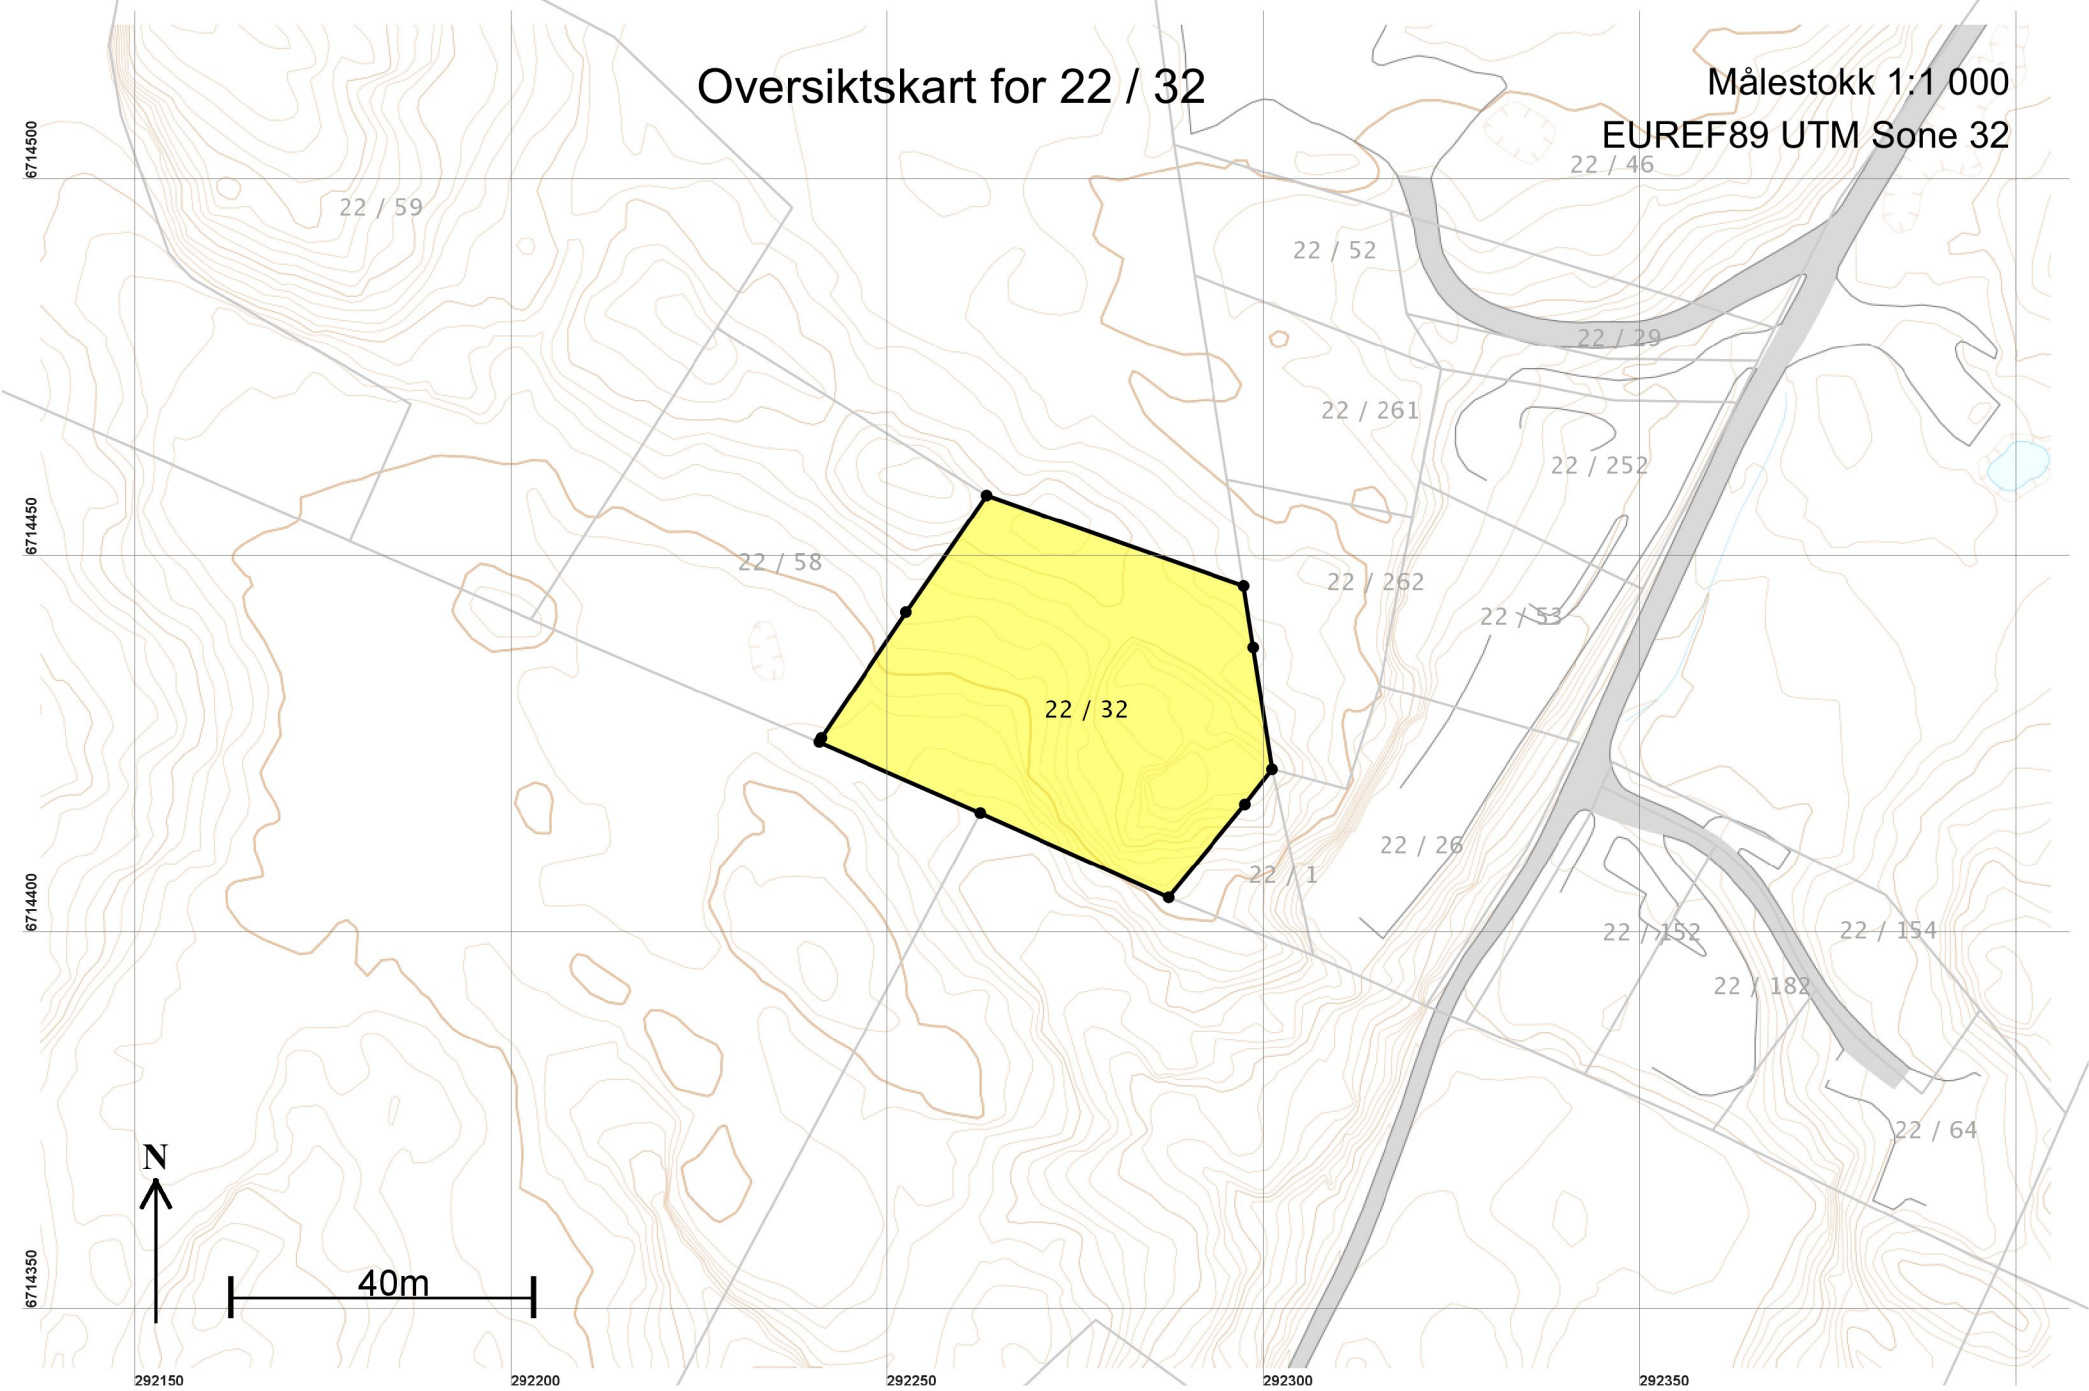 Oversiktskart for 22 / 32
Målestokk 1:1 000
EUREF89 UTM Sone 32
6714500
22 / 46
22 / 59
22 / 52
22 / 29
22 / 261
22 / 252
6714450
22 / 58
22 / 262
22 / 53
22 / 32
22 / 26
22 / 1
6714400
22 / 152
22 / 154
22 / 182
22 / 64
N
6714350
40m
292150
292200
292250
292300
292350